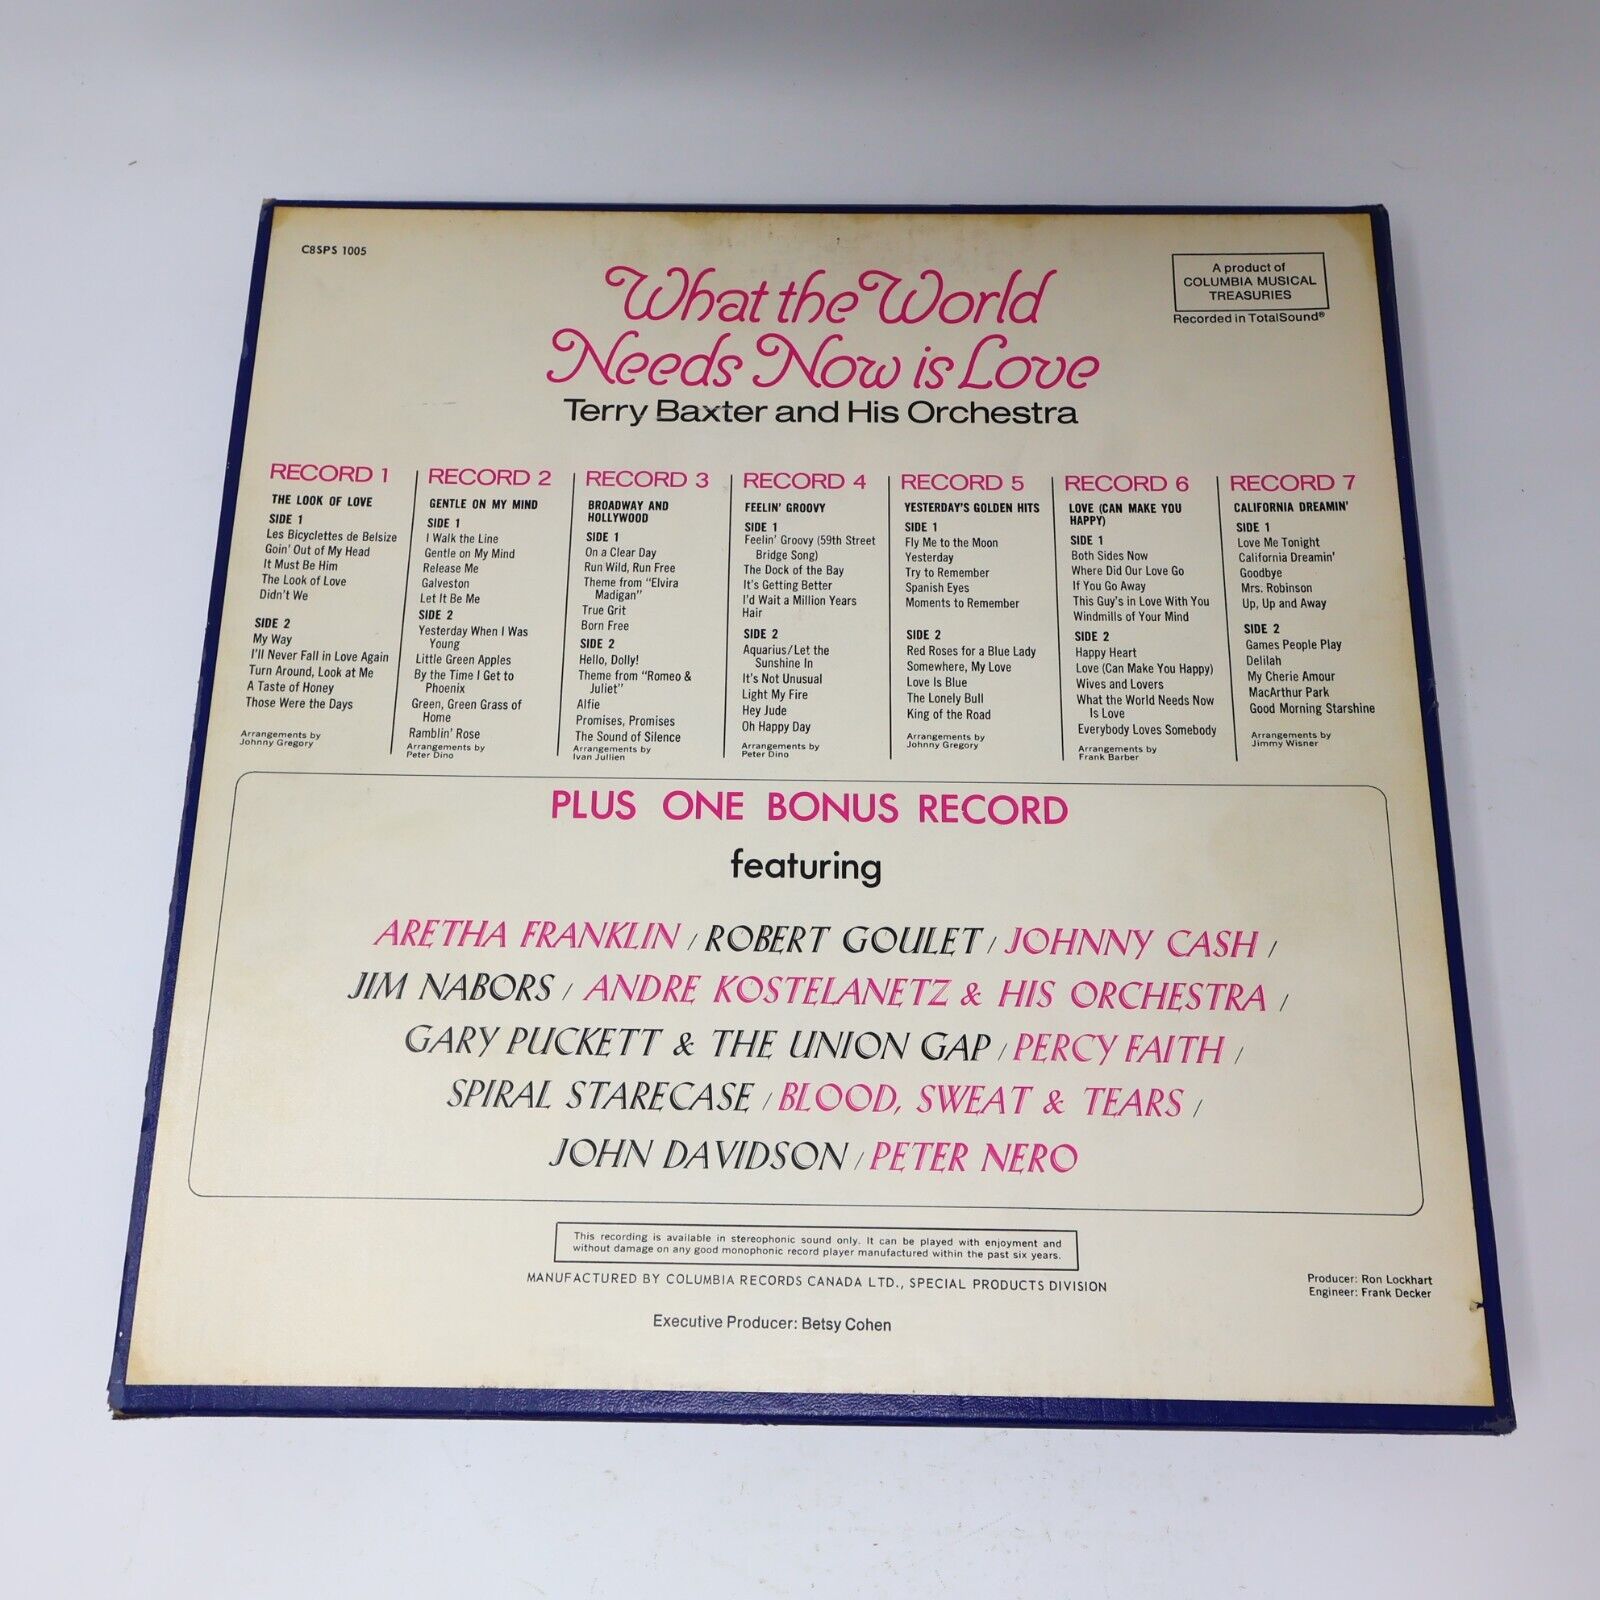 C8SPS 1005
A product of
COLUMBIA MUSICAL
TREASURIES
Recorded in TotalSound®
What the World
Needs Now is Love
Terry Baxter and His Orchestra
RECORD 1
THE LOOK OF LOVE
SIDE 1
Les Bicyclettes de Belsize
Goin' Out of My Head
It Must Be Him
The Look of Love
Didn't We
SIDE 2
My Way
I'll Never Fall in Love Again
Turn Around, Look at Me
A Taste of Honey
Those Were the Days
Arrangements by
Johnny Gregory
RECORD 2
GENTLE ON MY MIND
SIDE 1
I Walk the Line
Gentle on My Mind
Release Me
Galveston
Let It Be Me
SIDE 2
Yesterday When I Was
Young
Little Green Apples
By the Time I Get to
Phoenix
Green, Green Grass of
Home
Ramblin' Rose
Arrangements by
Peter Dino
RECORD 3
BROADWAY AND
HOLLYWOOD
SIDE 1
On a Clear Day
Run Wild, Run Free
Theme from "Elvira
Madigan"
True Grit
Born Free
SIDE 2
Hello, Dolly!
Theme from "Romeo &
Juliet"
Alfie
Promises, Promises
The Sound of Silence
Arrangements by
Ivan Jullien
RECORD 4
FEELIN' GROOVY
SIDE 1
Feelin' Groovy (59th Street
Bridge Song)
The Dock of the Bay
It's Getting Better
I'd Wait a Million Years
Hair
SIDE 2
Aquarius/Let the
Sunshine In
It's Not Unusual
Light My Fire
Hey Jude
Oh Happy Day
Arrangements by
Peter Dino
RECORD 5
YESTERDAY'S GOLDEN HITS
SIDE 1
Fly Me to the Moon
Yesterday
Try to Remember
Spanish Eyes
Moments to Remember
SIDE 2
Red Roses for a Blue Lady
Somewhere, My Love
Love Is Blue
The Lonely Bull
King of the Road
Arrangements by
Johnny Gregory
RECORD 6
LOVE (CAN MAKE YOU
HAPPY)
SIDE 1
Both Sides Now
Where Did Our Love Go
If You Go Away
This Guy's in Love With You
Windmills of Your Mind
SIDE 2
Happy Heart
Love (Can Make You Happy)
Wives and Lovers
What the World Needs Now
Is Love
Everybody Loves Somebody
Arrangements by
Frank Barber
RECORD 7
CALIFORNIA DREAMIN'
SIDE 1
Love Me Tonight
California Dreamin'
Goodbye
Mrs. Robinson
Up, Up and Away
SIDE 2
Games People Play
Delilah
My Cherie Amour
MacArthur Park
Good Morning Starshine
Arrangements by
Jimmy Wisner
PLUS ONE BONUS RECORD
featuring
ARETHA FRANKLIN / ROBERT GOULET / JOHNNY CASH /
JIM NABORS / ANDRE KOSTELANETZ & HIS ORCHESTRA /
GARY PUCKETT & THE UNION GAP / PERCY FAITH /
SPIRAL STARECASE / BLOOD, SWEAT & TEARS /
JOHN DAVIDSON / PETER NERO
This recording is available in stereophonic sound only. It can be played with enjoyment and
without damage on any good monophonic record player manufactured within the past six years.
MANUFACTURED BY COLUMBIA RECORDS CANADA LTD., SPECIAL PRODUCTS DIVISION
Producer: Ron Lockhart
Engineer: Frank Decker
Executive Producer: Betsy Cohen